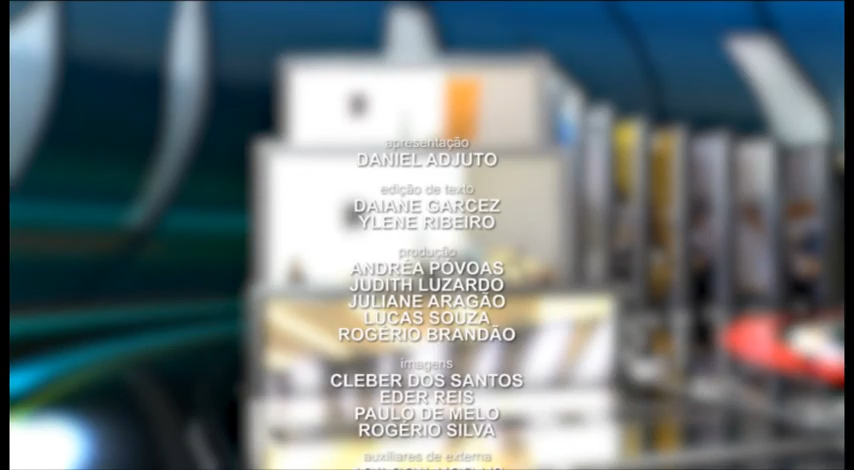 apresentação
DANIEL ADJUTO
edição de texto
DAIANE GARCEZ
YLENE RIBEIRO
produção
ANDRÉA PÓVOAS
JUDITH LUZARDO
JULIANE ARAGÃO
LUCAS SOUZA
ROGÉRIO BRANDÃO
imagens
CLEBER DOS SANTOS
EDER REIS
PAULO DE MELO
ROGÉRIO SILVA
auxiliares de externa